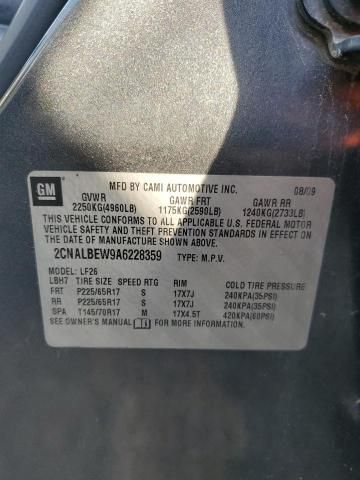 GM
MFD BY CAMI AUTOMOTIVE INC. 08/09
GVWR GAWR FRT GAWR RR
2250KG(4960LB) 1175KG(2590LB) 1240KG(2733LB)
THIS VEHICLE CONFORMS TO ALL APPLICABLE U.S. FEDERAL MOTOR
VEHICLE SAFETY AND THEFT PREVENTION STANDARDS IN EFFECT ON
THE DATE OF MANUFACTURE SHOWN ABOVE.
2CNALBEW9A6228359 TYPE: M.P.V.
MODEL: LF26
LBH7 TIRE SIZE SPEED RTG RIM COLD TIRE PRESSURE
FRT P225/65R17 S 17X7J 240KPA(35PSI)
RR P225/65R17 S 17X7J 240KPA(35PSI)
SPA T145/70R17 M 17X4.5T 420KPA(60PSI)
SEE OWNER'S MANUAL FOR MORE INFORMATION.